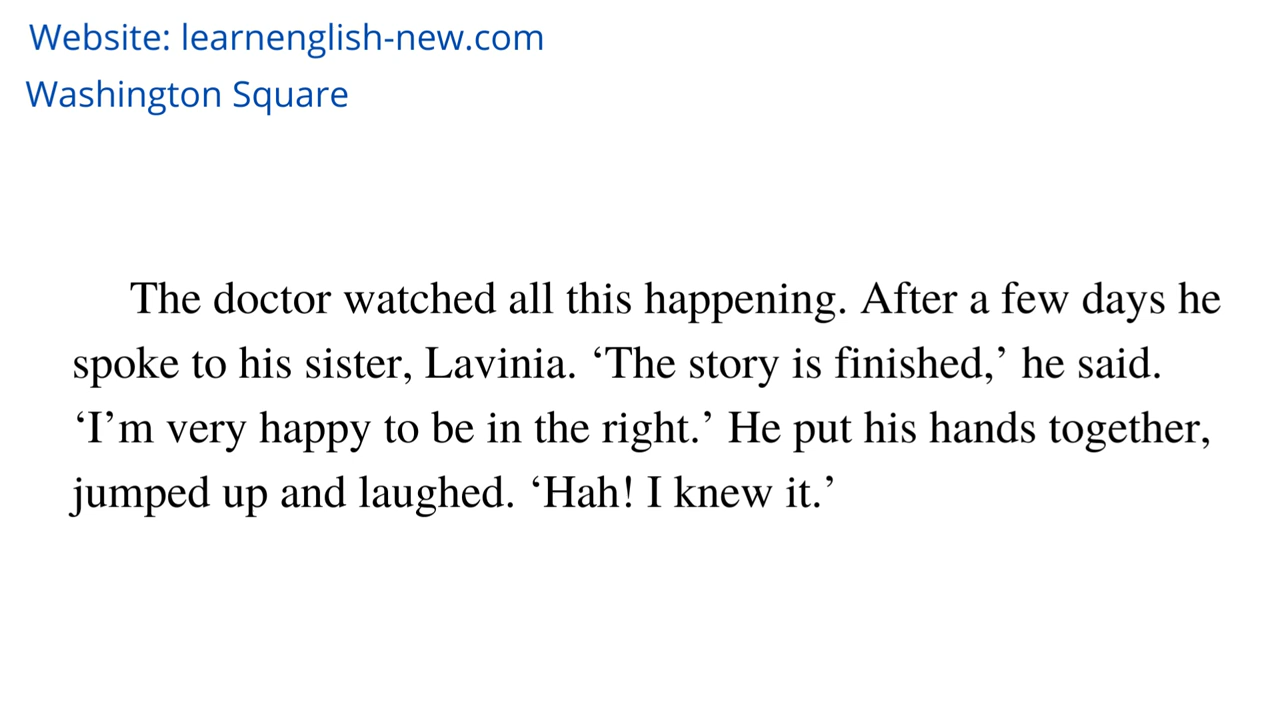 Website: learnenglish-new.com
Washington Square
The doctor watched all this happening. After a few days he
spoke to his sister, Lavinia. ‘The story is finished,’ he said.
‘I’m very happy to be in the right.’ He put his hands together,
jumped up and laughed. ‘Hah! I knew it.’